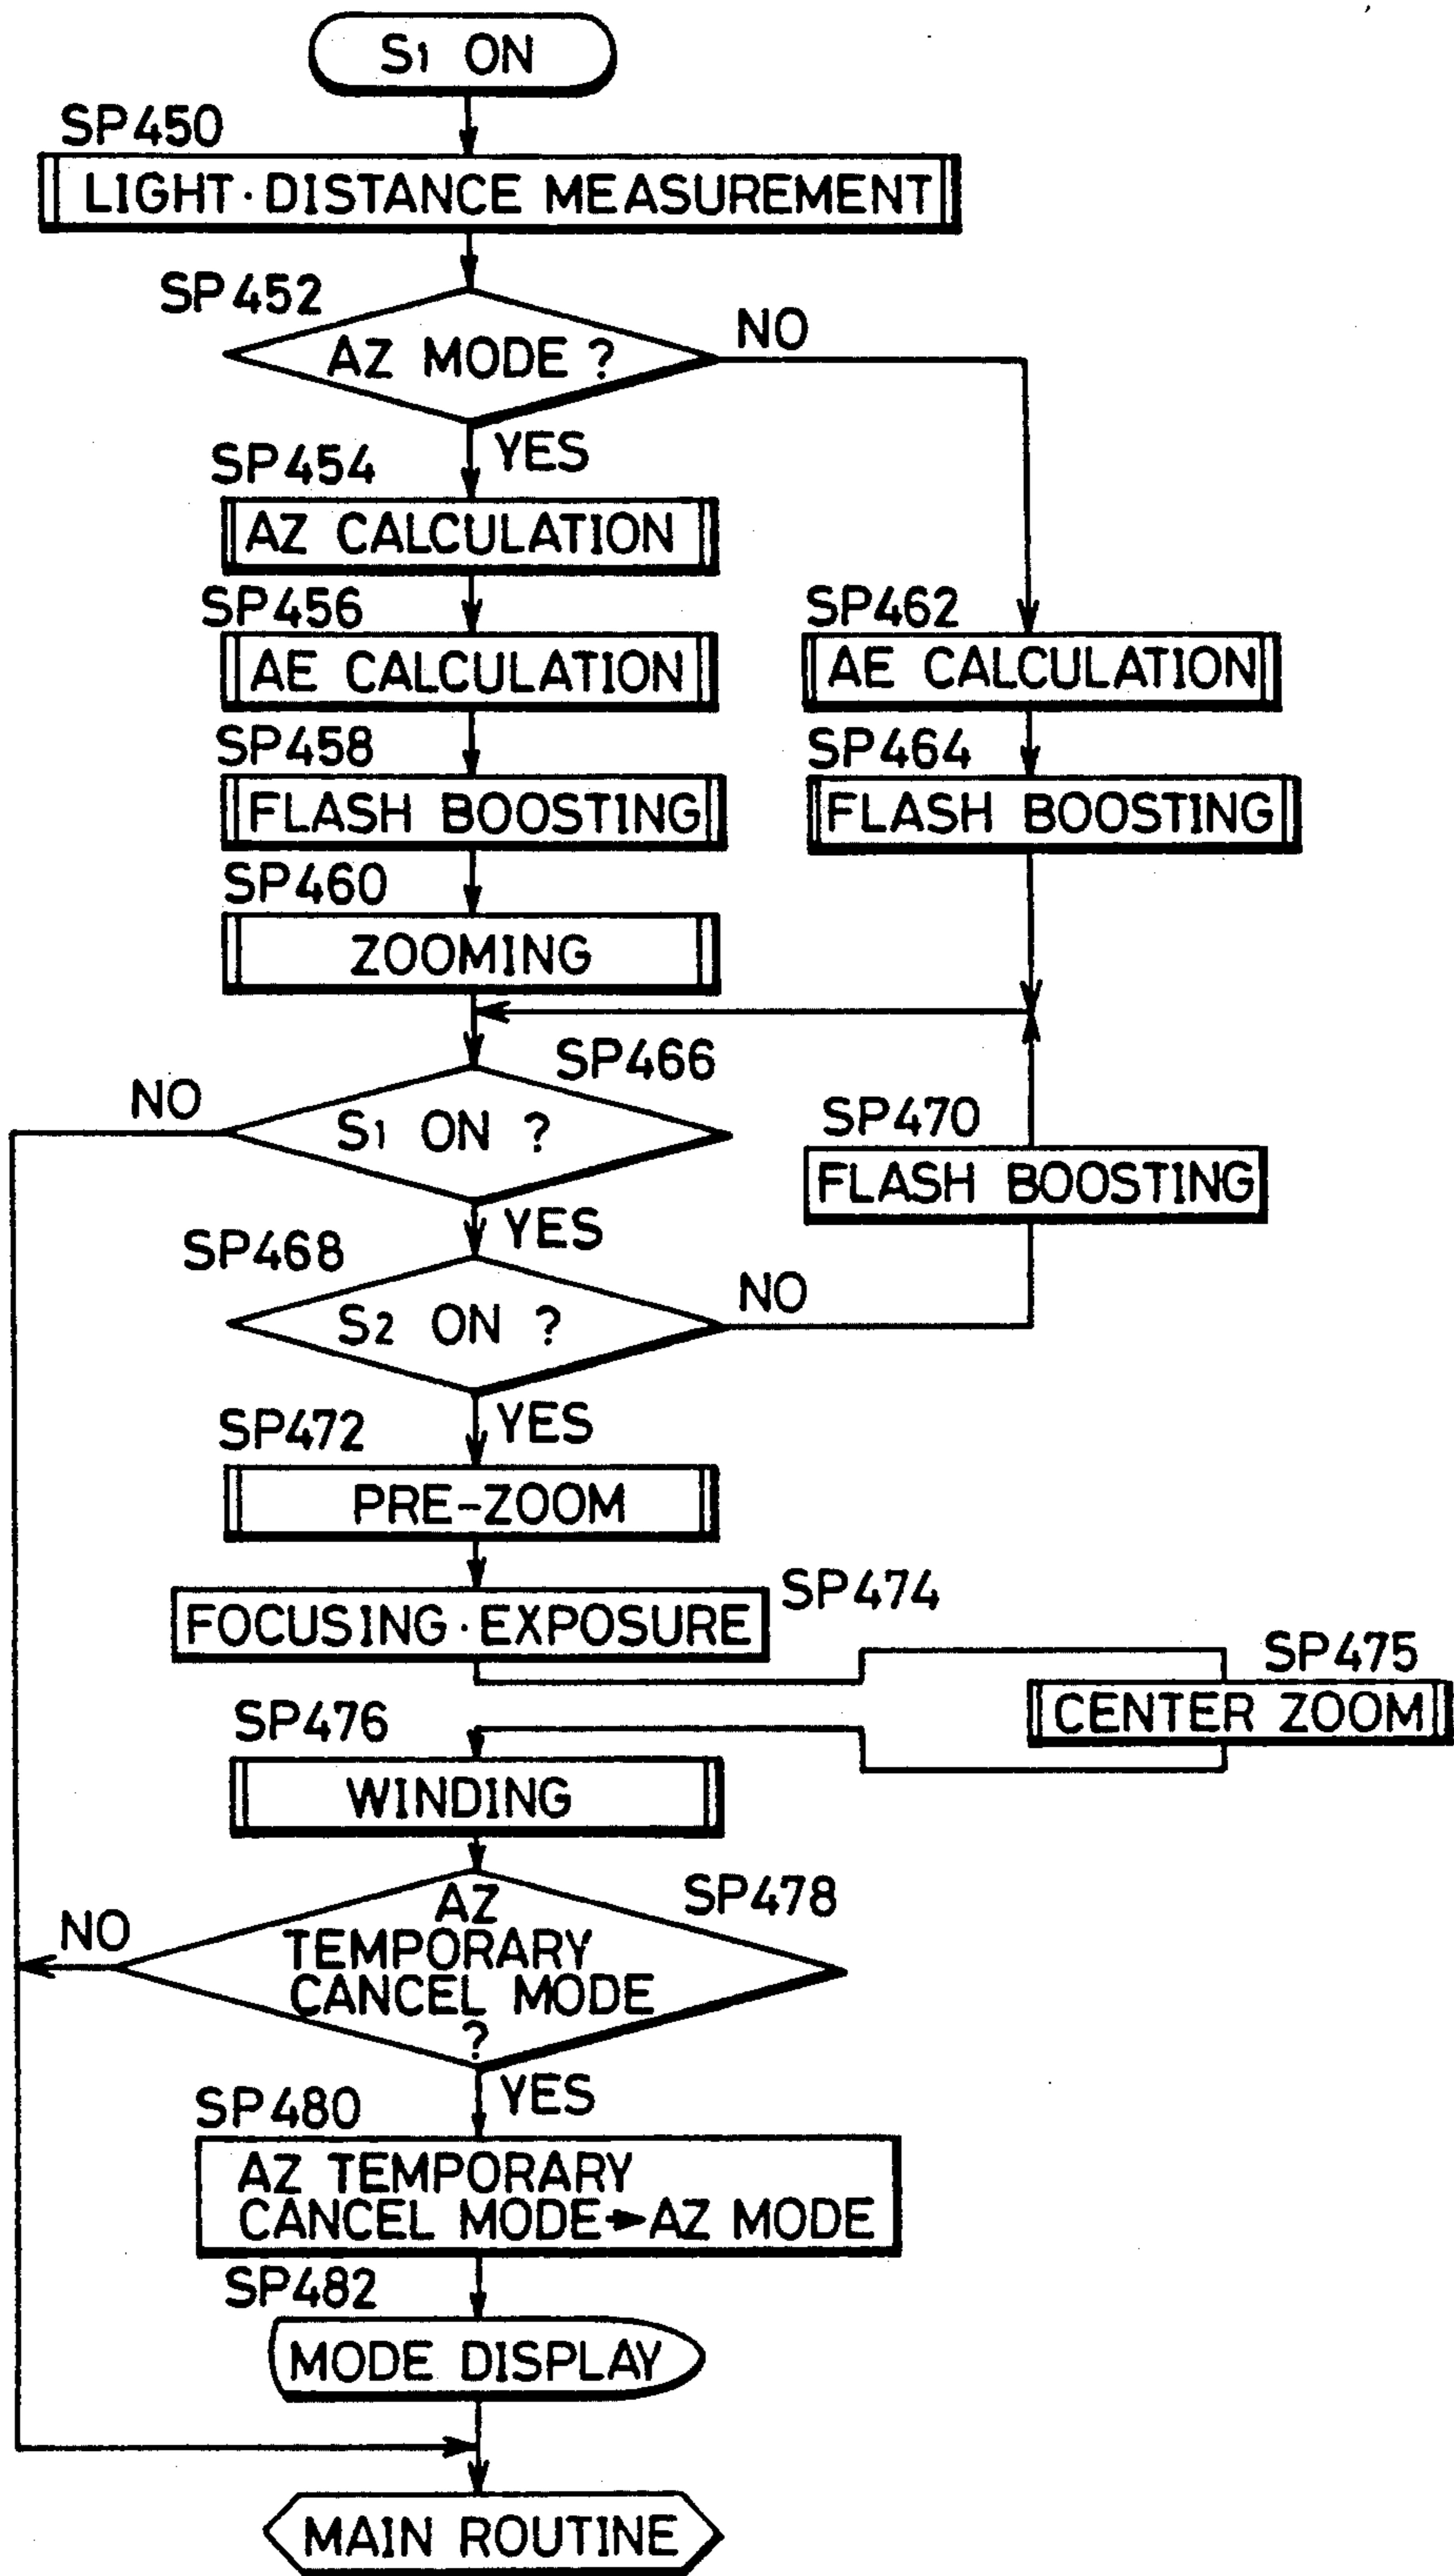 S1 ON
SP450
LIGHT·DISTANCE MEASUREMENT
SP452
AZ MODE ?
NO
YES
SP454
AZ CALCULATION
SP456
AE CALCULATION
SP462
AE CALCULATION
SP458
FLASH BOOSTING
SP464
FLASH BOOSTING
SP460
ZOOMING
SP466
S1 ON ?
NO
YES
SP470
FLASH BOOSTING
SP468
S2 ON ?
NO
YES
SP472
PRE-ZOOM
SP474
FOCUSING·EXPOSURE
SP475
CENTER ZOOM
SP476
WINDING
SP478
AZ
TEMPORARY
CANCEL MODE
?
NO
YES
SP480
AZ TEMPORARY
CANCEL MODE→AZ MODE
SP482
MODE DISPLAY
MAIN ROUTINE